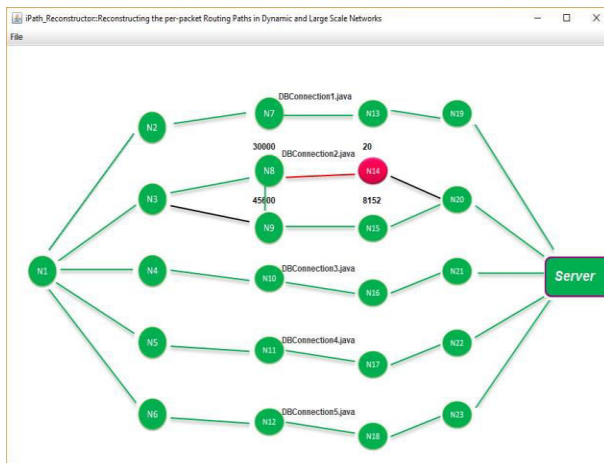 iPath_Reconstructor::Reconstructing the per-packet Routing Paths in Dynamic and Large Scale Networks
File
DBConnection1.java
N2
N7
N13
N19
30000
DBConnection2.java
20
N8
N14
N3
45600
8152
N20
N9
N15
N1
N4
DBConnection3.java
N10
N16
N21
Server
N5
DBConnection4.java
N11
N17
N22
N6
DBConnection5.java
N12
N18
N23